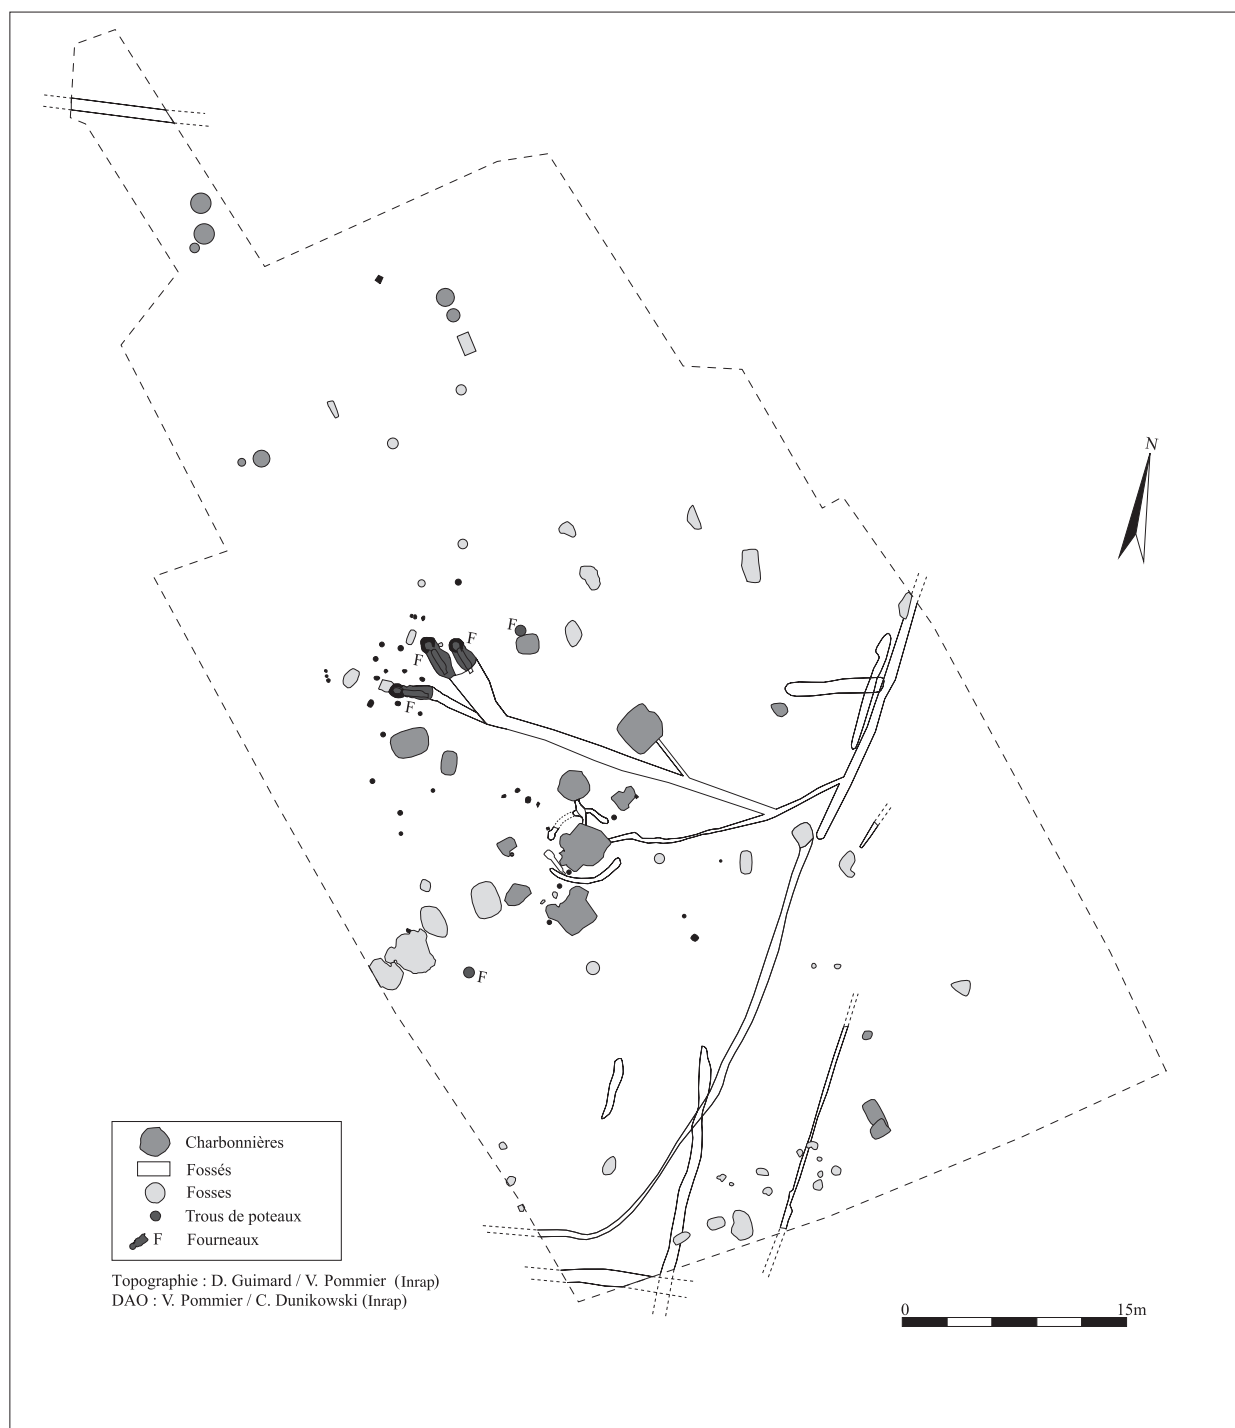 N
F
F
F
F
F
Charbonnières
Fossés
Fosses
Trous de poteaux
F Fourneaux
Topographie : D. Guimard / V. Pommier (Inrap)
DAO : V. Pommier / C. Dunikowski (Inrap)
0 15m